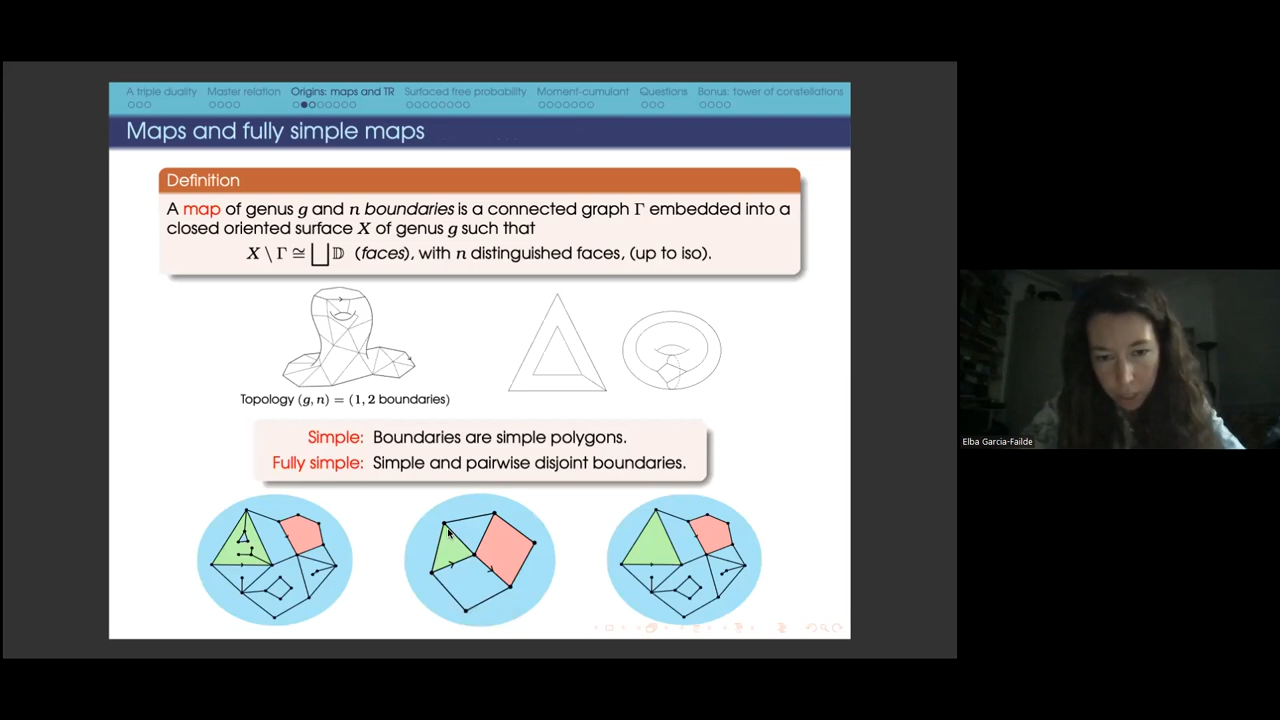 A triple duality Master relation Origins: maps and TR Surfaced free probability Moment-cumulant Questions Bonus: tower of constellations
Maps and fully simple maps
Definition
A map of genus g and n boundaries is a connected graph Γ embedded into a
closed oriented surface X of genus g such that
X \ Γ ≅ ⨆ 𝔻 (faces), with n distinguished faces, (up to iso).
Topology (g, n) = (1, 2 boundaries)
Simple: Boundaries are simple polygons.
Fully simple: Simple and pairwise disjoint boundaries.
Elba Garcia-Failde